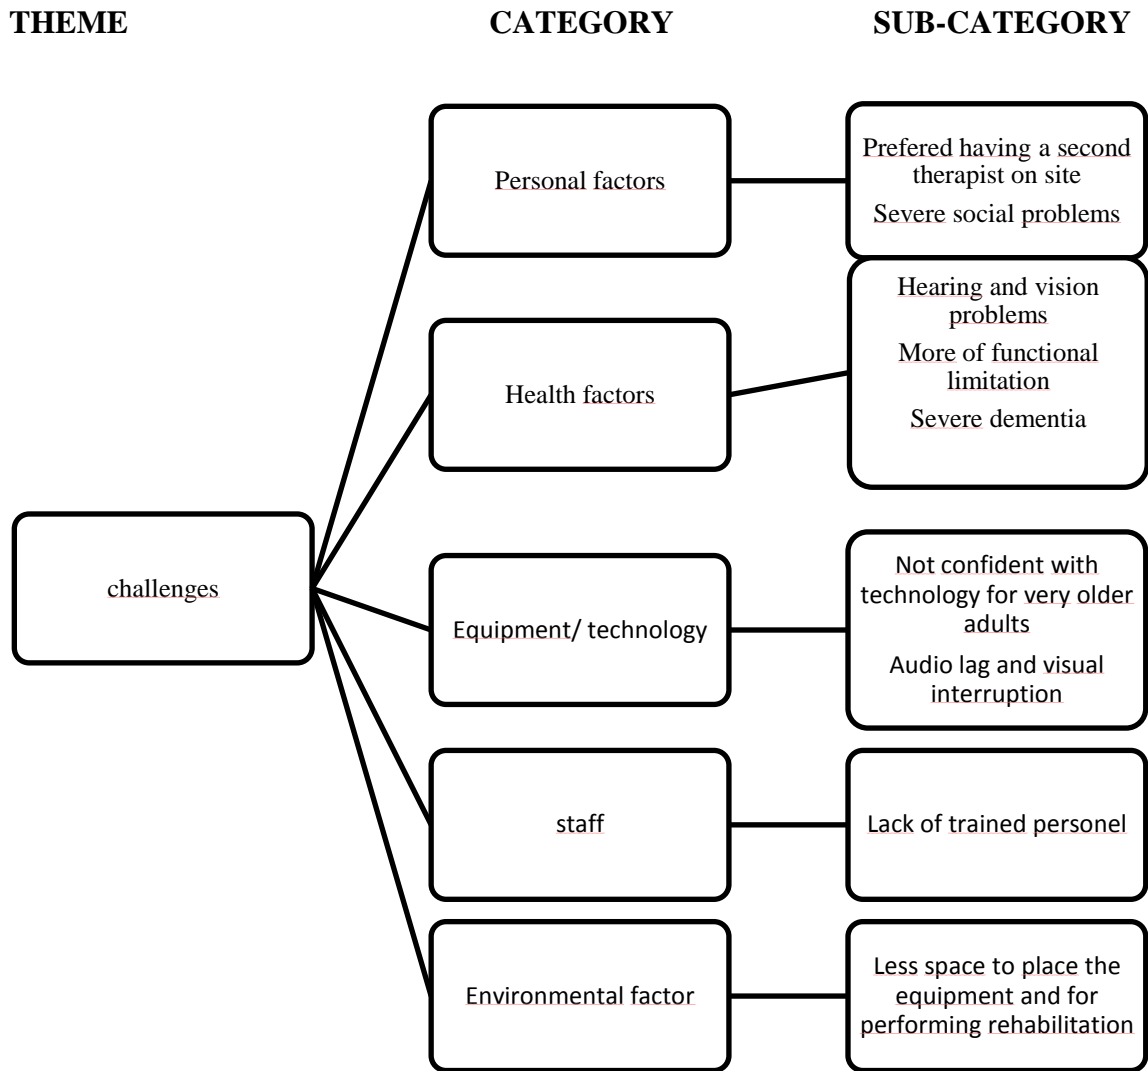 THEME CATEGORY SUB-CATEGORY
Personal factors
Prefered having a second
therapist on site
Severe social problems
Health factors
Hearing and vision
problems
More of functional
limitation
Severe dementia
challenges
Equipment/ technology
Not confident with
technology for very older
adults
Audio lag and visual
interruption
staff
Lack of trained personel
Environmental factor
Less space to place the
equipment and for
performing rehabilitation